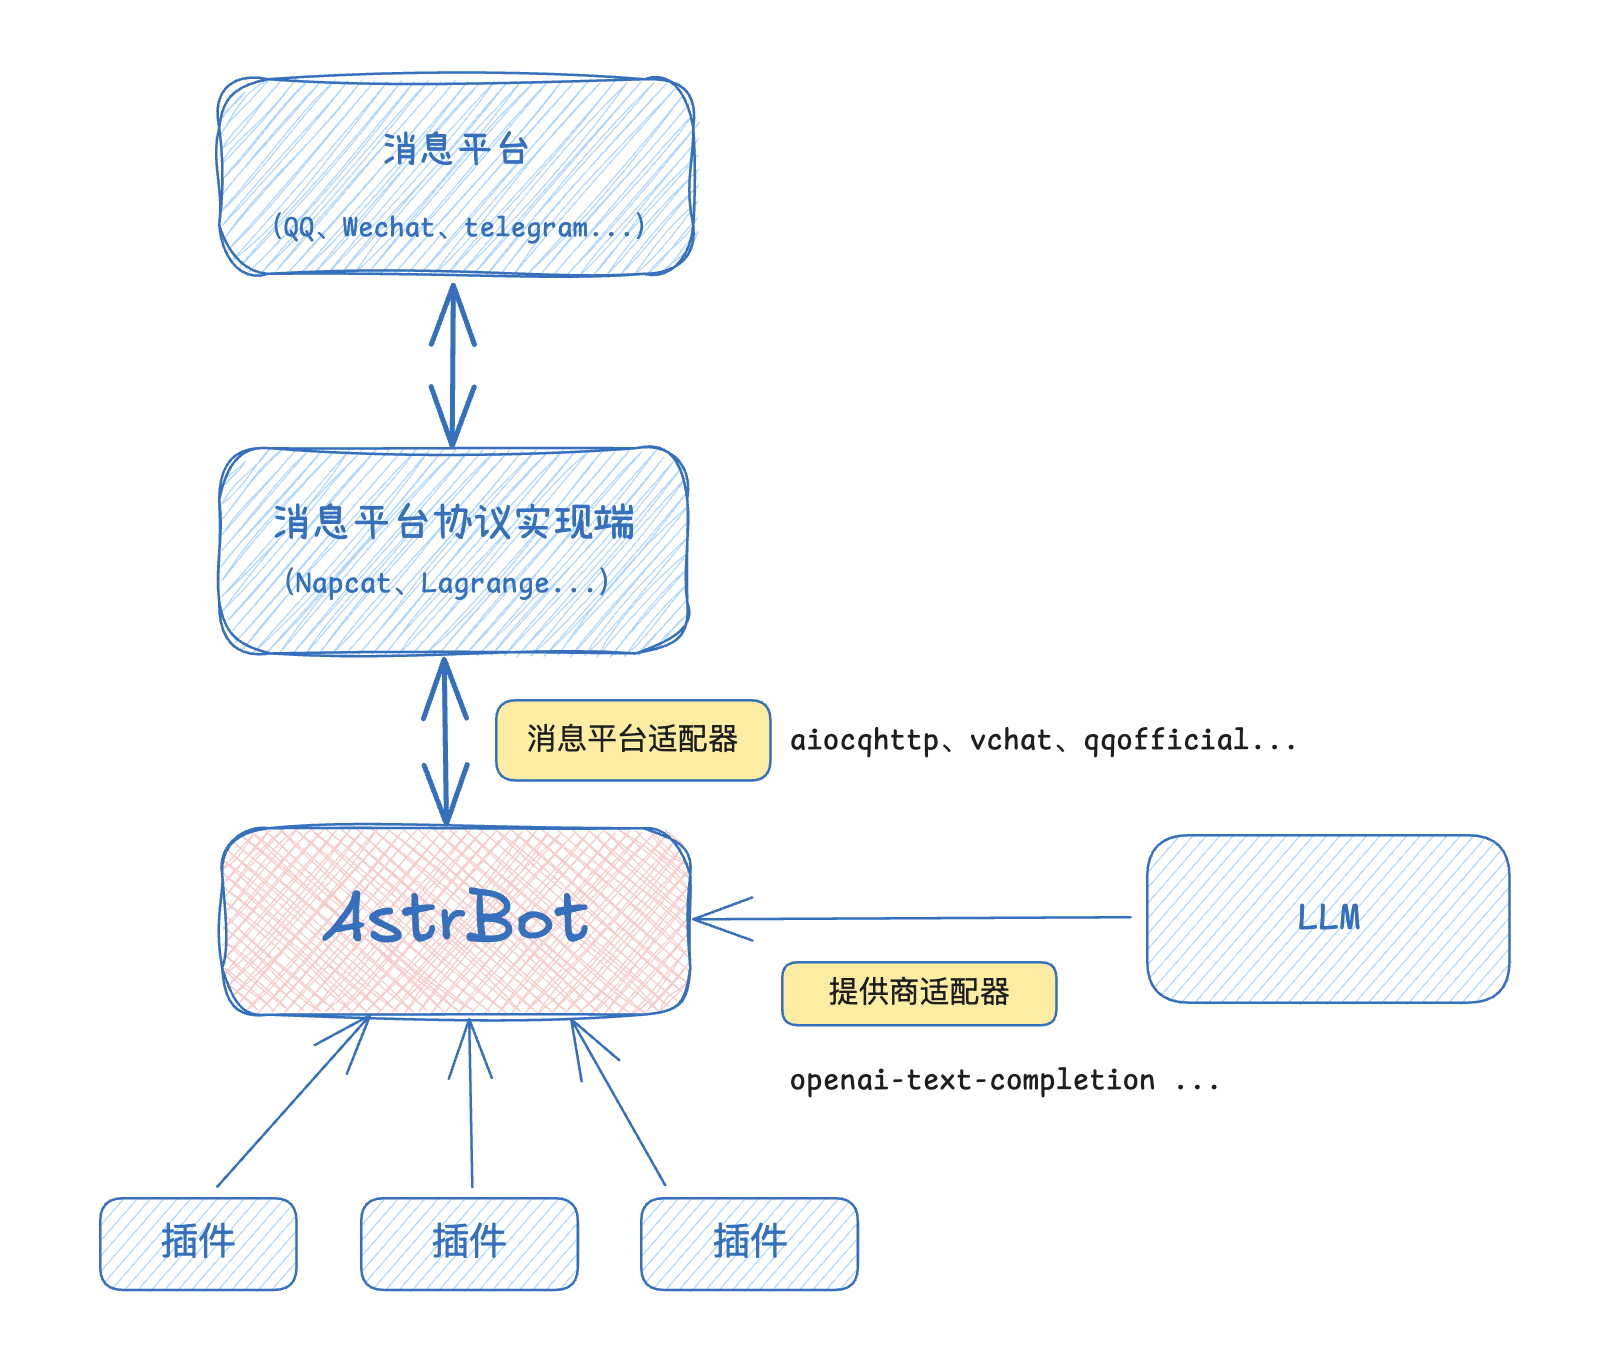 消息平台
(QQ、Wechat、telegram...)
消息平台协议实现端
(Napcat、Lagrange...)
消息平台适配器
aiocqhttp、vchat、qqofficial...
AstrBot
LLM
提供商适配器
openai-text-completion ...
插件
插件
插件